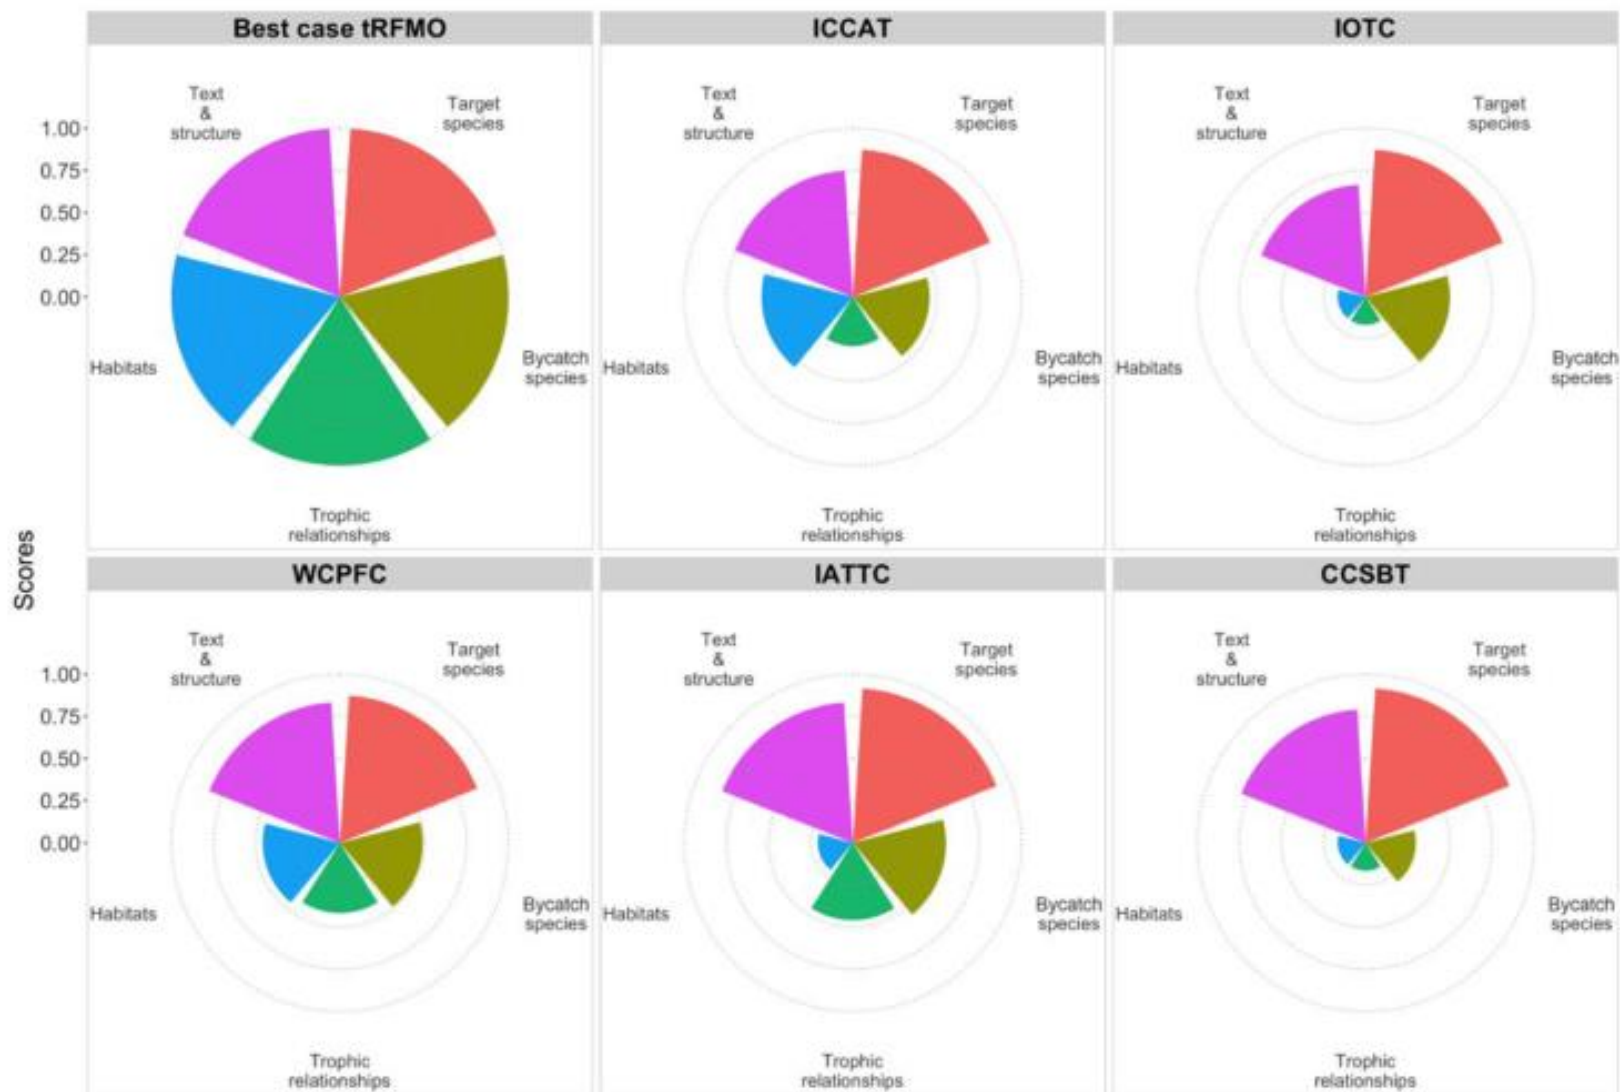 Best case tRFMO
ICCAT
IOTC
Text
&
structure
Target
species
Text
&
structure
Target
species
Text
&
structure
Target
species
1.00
0.75
0.50
0.25
0.00
Habitats
Bycatch
species
Habitats
Bycatch
species
Habitats
Bycatch
species
Trophic
relationships
Trophic
relationships
Trophic
relationships
Scores
WCPFC
IATTC
CCSBT
Text
&
structure
Target
species
Text
&
structure
Target
species
Text
&
structure
Target
species
1.00
0.75
0.50
0.25
0.00
Habitats
Bycatch
species
Habitats
Bycatch
species
Habitats
Bycatch
species
Trophic
relationships
Trophic
relationships
Trophic
relationships